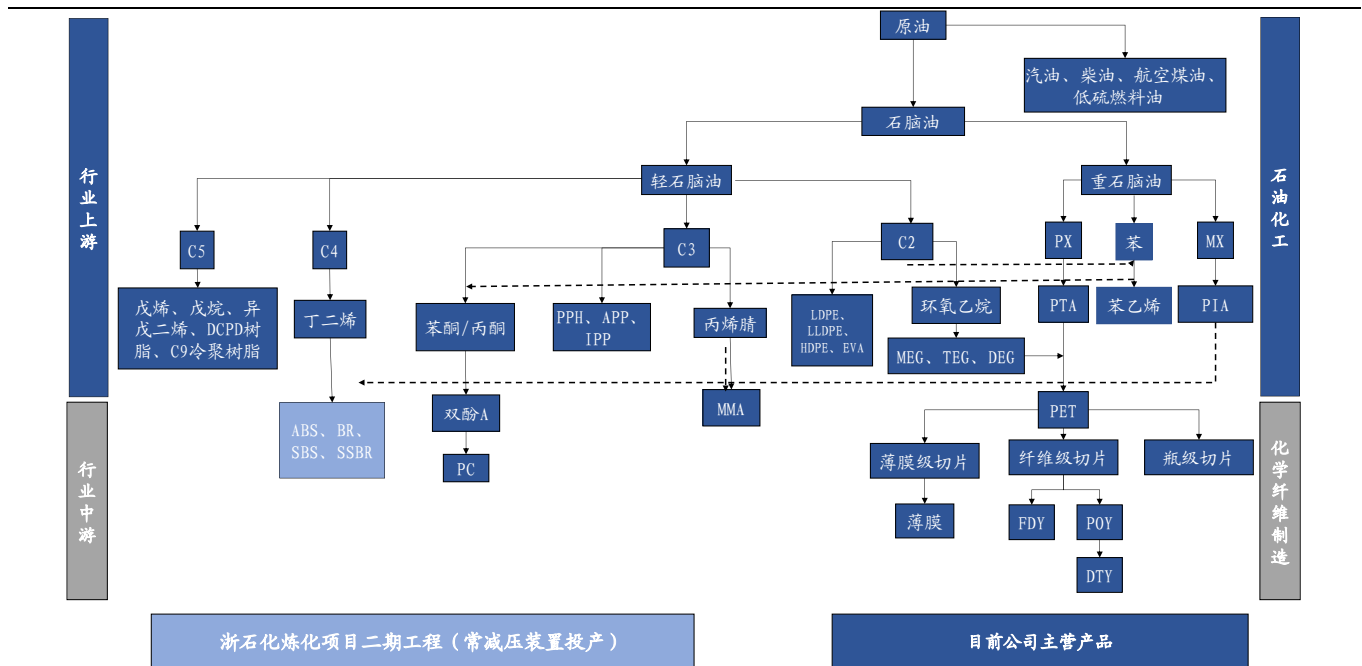 原油
汽油、柴油、航空煤油、
低硫燃料油
石脑油
行业上游
石油化工
轻石脑油
重石脑油
C5
C4
C3
C2
PX
苯
MX
戊烯、戊烷、异
戊二烯、DCPD树
脂、C9冷聚树脂
丁二烯
苯酮/丙酮
PPH、APP、
IPP
丙烯腈
LDPE、
LLDPE、
HDPE、EVA
环氧乙烷
PTA
苯乙烯
PIA
MEG、TEG、DEG
行业中游
化学纤维制造
ABS、BR、
SBS、SSBR
双酚A
MMA
PET
PC
薄膜级切片
纤维级切片
瓶级切片
薄膜
FDY
POY
DTY
浙石化炼化项目二期工程（常减压装置投产）
目前公司主营产品